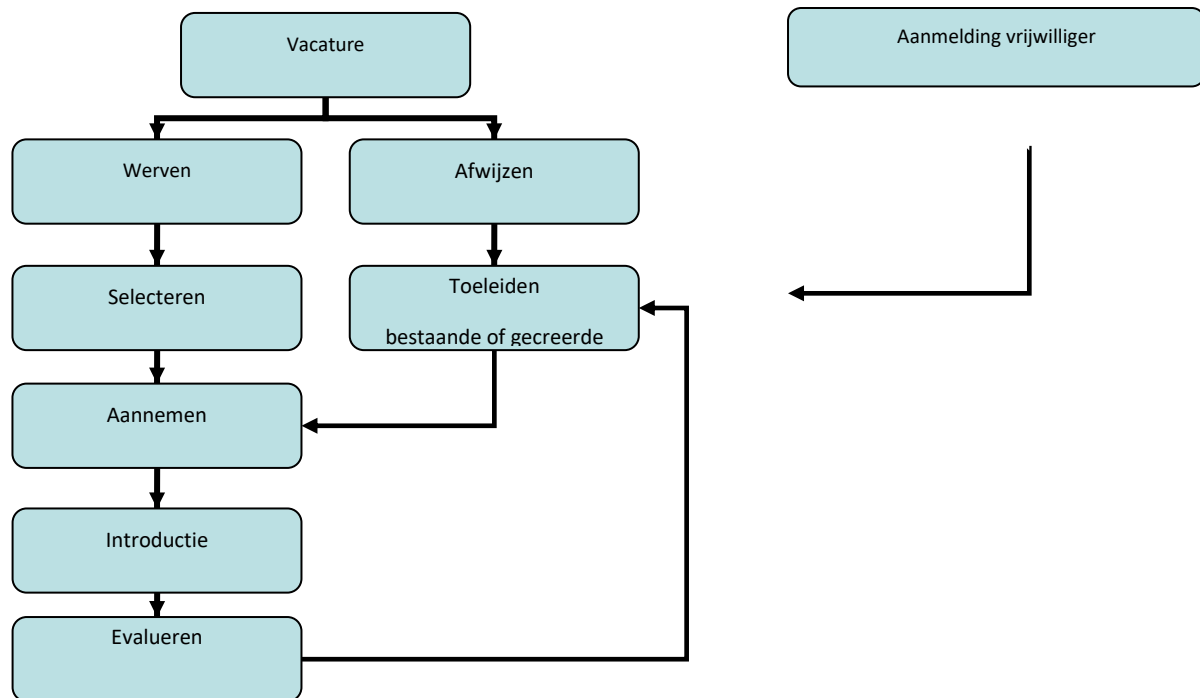 Vacature
Aanmelding vrijwilliger
Werven
Afwijzen
Selecteren
Toeleiden
bestaande of gecreerde
Aannemen
Introductie
Evalueren